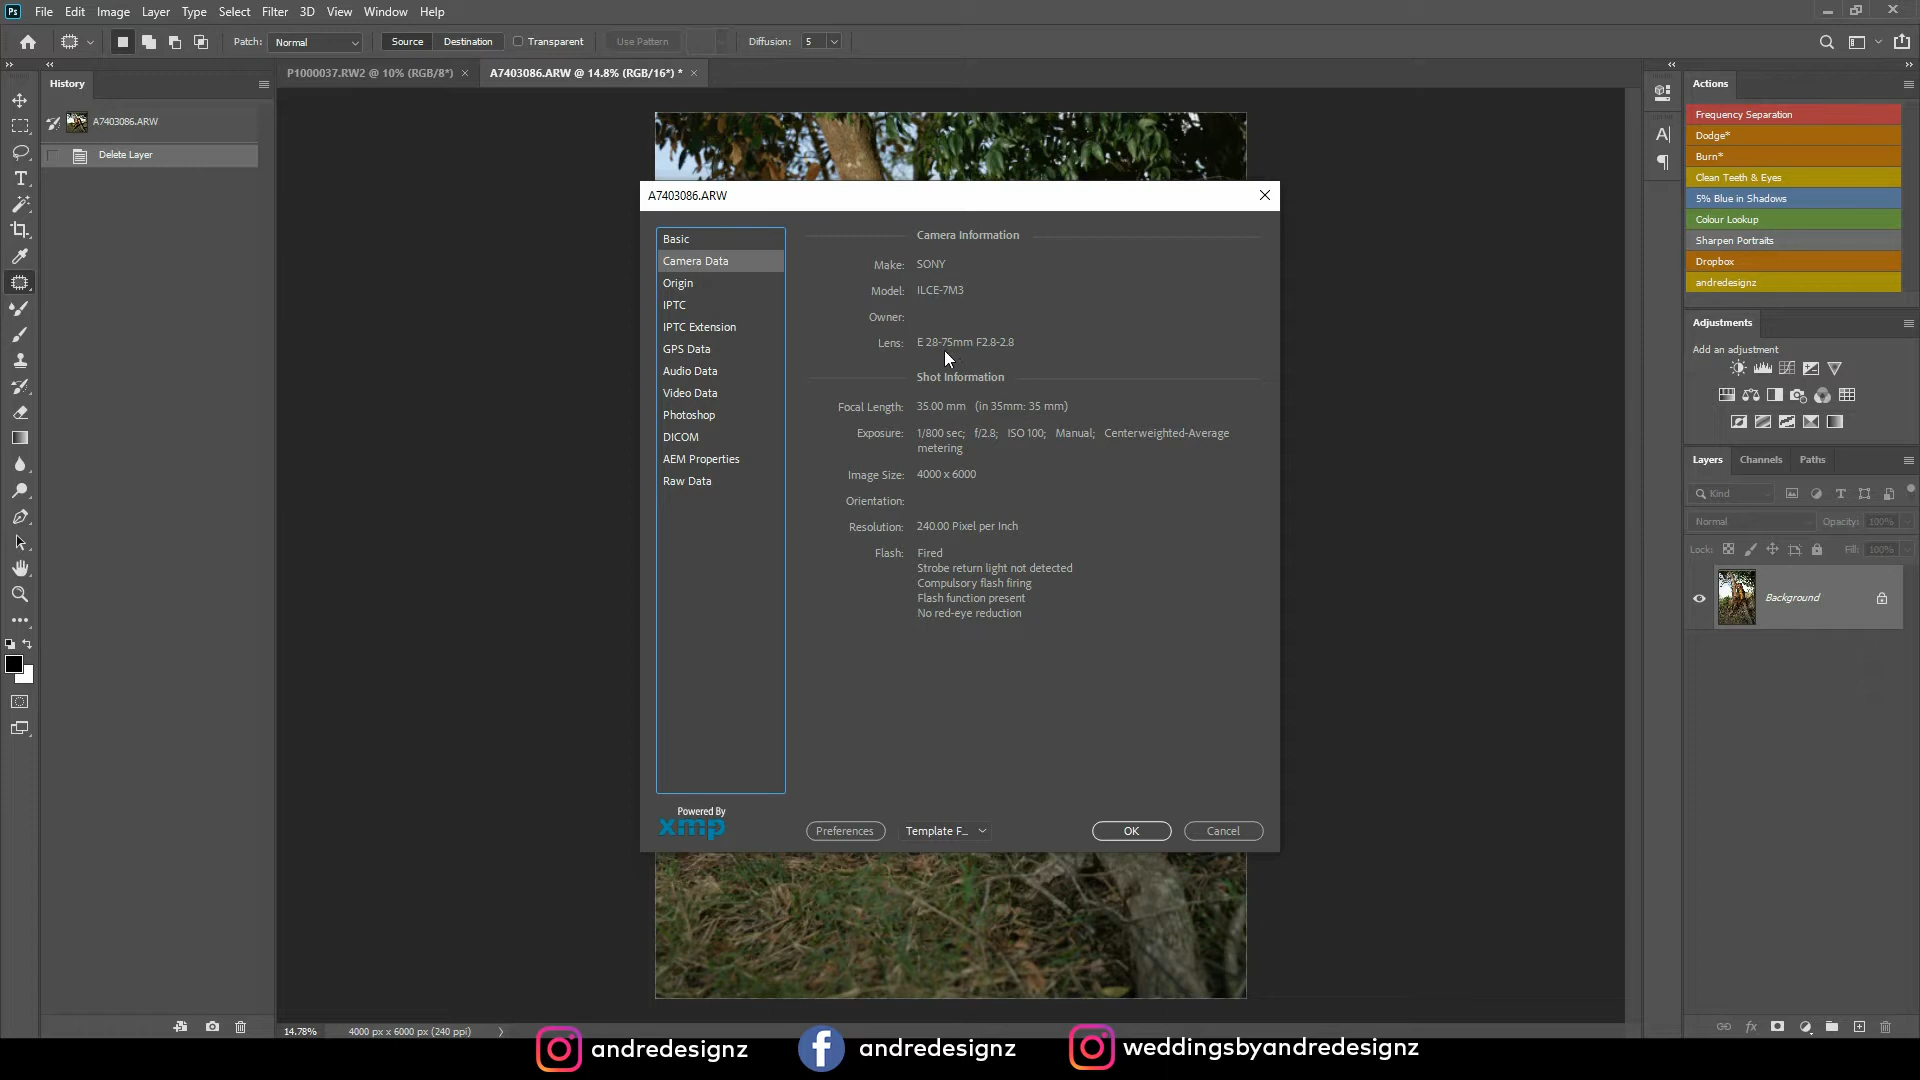 Ps File Edit Image Layer Type Select Filter 3D View Window Help
Patch: Normal Source Destination Transparent Use Pattern Diffusion: 5
P1000037.RW2 @ 10% (RGB/8*) × A7403086.ARW @ 14.8% (RGB/16*) * ×
History
A7403086.ARW
Delete Layer
A7403086.ARW
Basic
Camera Data
Origin
IPTC
IPTC Extension
GPS Data
Audio Data
Video Data
Photoshop
DICOM
AEM Properties
Raw Data
Camera Information
Make: SONY
Model: ILCE-7M3
Owner:
Lens: E 28-75mm F2.8-2.8
Shot Information
Focal Length: 35.00 mm (in 35mm: 35 mm)
Exposure: 1/800 sec; f/2.8; ISO 100; Manual; Centerweighted-Average
metering
Image Size: 4000 x 6000
Orientation:
Resolution: 240.00 Pixel per Inch
Flash: Fired
Strobe return light not detected
Compulsory flash firing
Flash function present
No red-eye reduction
Powered By
xmp
Preferences Template F... OK Cancel
Actions
Frequency Separation
Dodge*
Burn*
Clean Teeth & Eyes
5% Blue in Shadows
Colour Lookup
Sharpen Portraits
Dropbox
andredesignz
Adjustments
Add an adjustment
Layers Channels Paths
Kind
Normal Opacity: 100%
Lock: Fill: 100%
Background
fx
14.78% 4000 px x 6000 px (240 ppi)
andredesignz andredesignz weddingsbyandredesignz